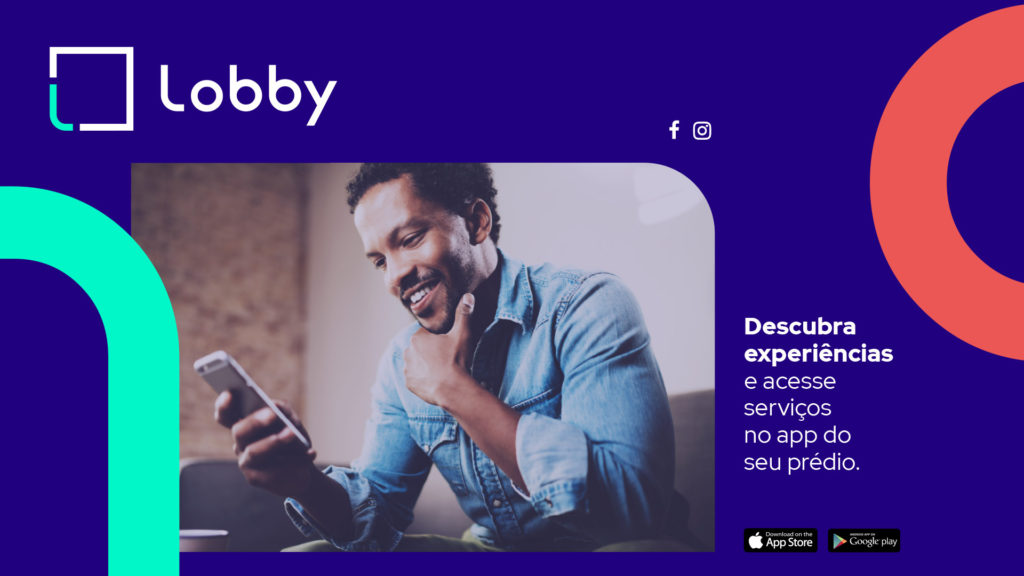 Lobby
Descubra
experiências
e acesse
serviços
no app do
seu prédio.
Download on the
App Store
ANDROID APP ON
Google play